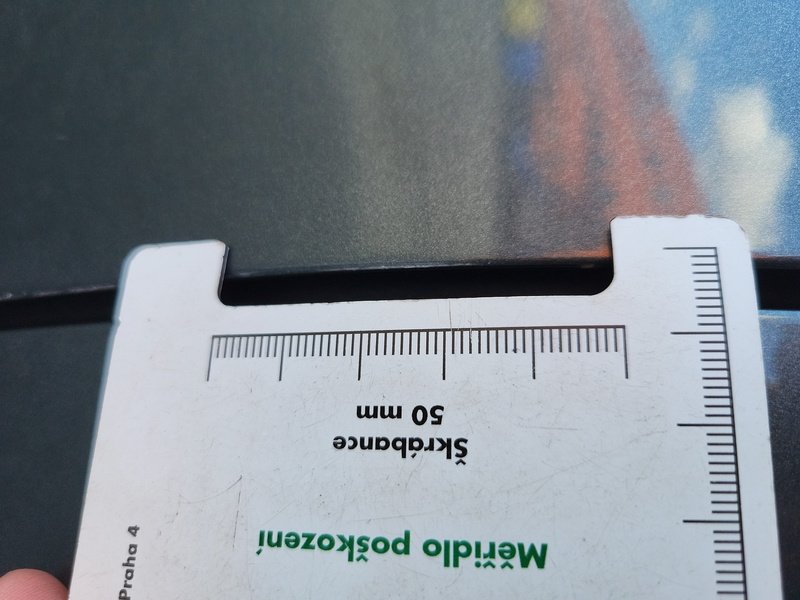 Měřidlo poškození
Škrábance
50 mm
Praha 4